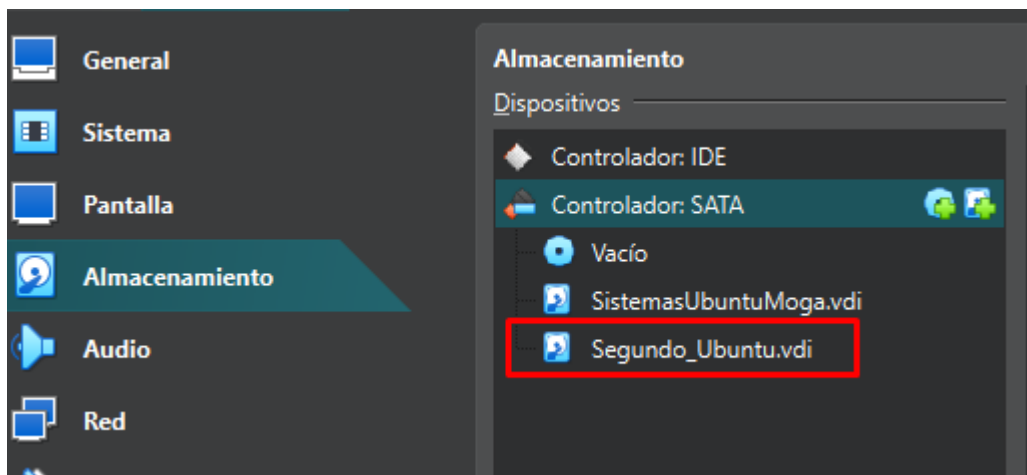 General
Sistema
Pantalla
Almacenamiento
Audio
Red
Almacenamiento
Dispositivos
Controlador: IDE
Controlador: SATA
Vacío
SistemasUbuntuMoga.vdi
Segundo_Ubuntu.vdi